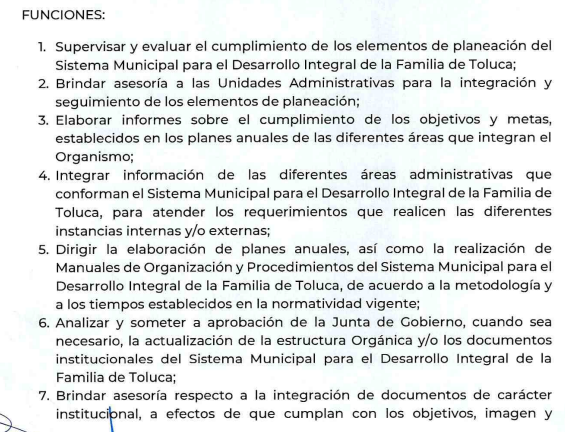 FUNCIONES:
1. Supervisar y evaluar el cumplimiento de los elementos de planeación del
Sistema Municipal para el Desarrollo Integral de la Familia de Toluca;
2. Brindar asesoría a las Unidades Administrativas para la integración y
seguimiento de los elementos de planeación;
3. Elaborar informes sobre el cumplimiento de los objetivos y metas,
establecidos en los planes anuales de las diferentes áreas que integran el
Organismo;
4. Integrar información de las diferentes áreas administrativas que
conforman el Sistema Municipal para el Desarrollo Integral de la Familia de
Toluca, para atender los requerimientos que realicen las diferentes
instancias internas y/o externas;
5. Dirigir la elaboración de planes anuales, así como la realización de
Manuales de Organización y Procedimientos del Sistema Municipal para el
Desarrollo Integral de la Familia de Toluca, de acuerdo a la metodología y
a los tiempos establecidos en la normatividad vigente;
6. Analizar y someter a aprobación de la Junta de Gobierno, cuando sea
necesario, la actualización de la estructura Orgánica y/o los documentos
institucionales del Sistema Municipal para el Desarrollo Integral de la
Familia de Toluca;
7. Brindar asesoría respecto a la integración de documentos de carácter
institucional, a efectos de que cumplan con los objetivos, imagen y